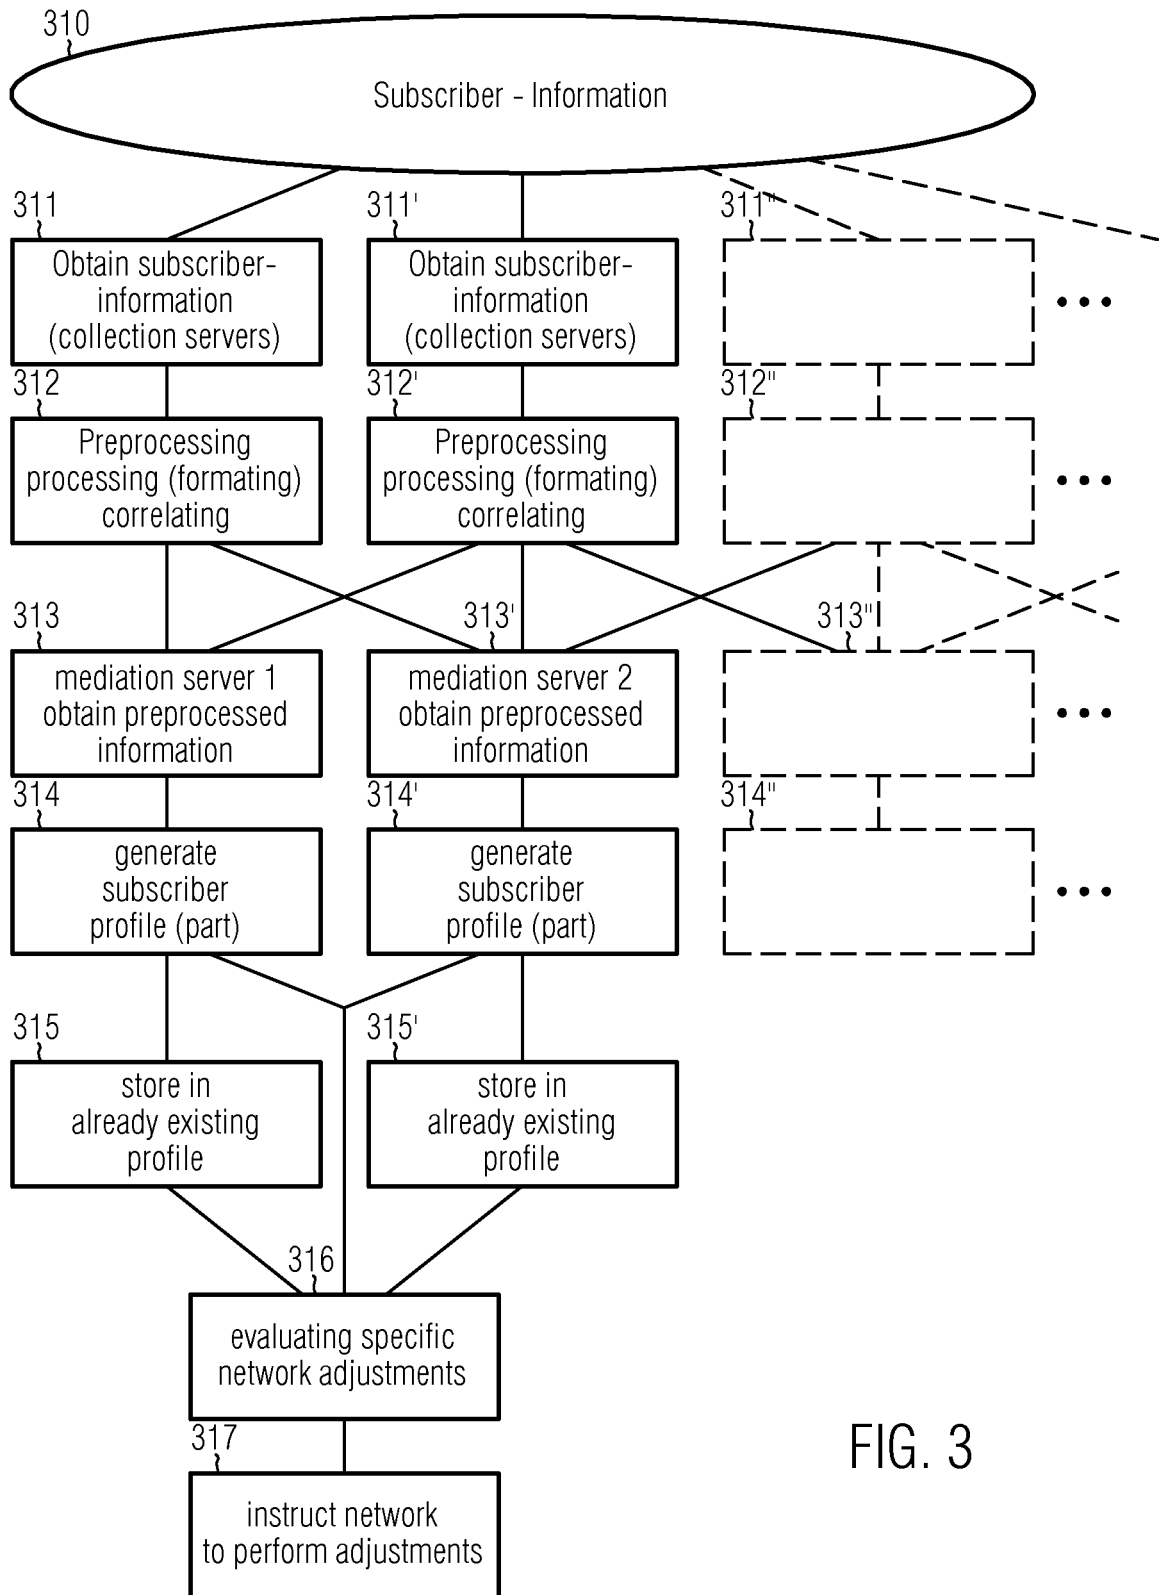 310
Subscriber - Information
311
311'
311"
Obtain subscriber-
information
(collection servers)
Obtain subscriber-
information
(collection servers)
312
312'
312"
Preprocessing
processing (formating)
correlating
Preprocessing
processing (formating)
correlating
313
313'
313"
mediation server 1
obtain preprocessed
information
mediation server 2
obtain preprocessed
information
314
314'
314"
generate
subscriber
profile (part)
generate
subscriber
profile (part)
315
315'
store in
already existing
profile
store in
already existing
profile
316
evaluating specific
network adjustments
317
instruct network
to perform adjustments
FIG. 3